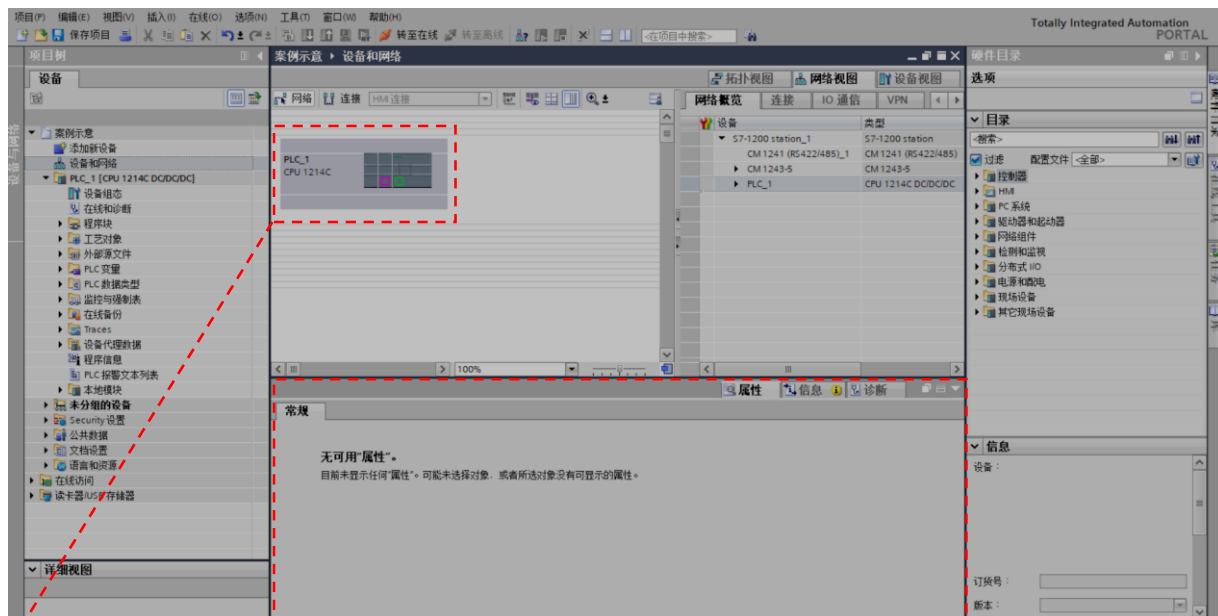 项目(P) 编辑(E) 视图(V) 插入(I) 在线(O) 选项(N) 工具(T) 窗口(W) 帮助(H)
Totally Integrated Automation
PORTAL
保存项目 转至在线 转至离线 <在项目中搜索>
项目树
案例示意 ▸ 设备和网络
硬件目录
设备
拓扑视图 网络视图 设备视图
选项
网络 连接 HMI 连接
网络概览 连接 IO 通信 VPN
设备 类型
S7-1200 station_1 S7-1200 station
CM 1241 (RS422/485)_1 CM 1241 (RS422/485)
CM 1243-5 CM 1243-5
PLC_1 CPU 1214C DC/DC/DC
案例示意
添加新设备
设备和网络
PLC_1 [CPU 1214C DC/DC/DC]
设备组态
在线和诊断
程序块
工艺对象
外部源文件
PLC 变量
PLC 数据类型
监控与强制表
在线备份
Traces
设备代理数据
程序信息
PLC 报警文本列表
本地模块
未分组的设备
Security 设置
公共数据
文档设置
语言和资源
在线访问
读卡器/USB 存储器
详细视图
PLC_1
CPU 1214C
100%
属性 信息 诊断
常规
无可用“属性”。
目前未显示任何“属性”。可能未选择对象，或者所选对象没有可显示的属性。
目录
<搜索>
过滤 配置文件 <全部>
控制器
HMI
PC 系统
驱动器和起动器
网络组件
检测和监视
分布式 I/O
电源和配电
现场设备
其它现场设备
信息
设备：
订货号：
版本：
设备与网络